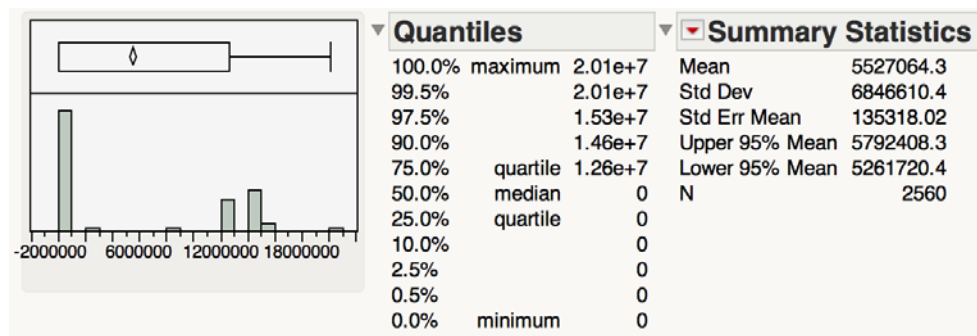 Quantiles
100.0% maximum 2.01e+7
99.5% 2.01e+7
97.5% 1.53e+7
90.0% 1.46e+7
75.0% quartile 1.26e+7
50.0% median 0
25.0% quartile 0
10.0% 0
2.5% 0
0.5% 0
0.0% minimum 0
Summary Statistics
Mean 5527064.3
Std Dev 6846610.4
Std Err Mean 135318.02
Upper 95% Mean 5792408.3
Lower 95% Mean 5261720.4
N 2560
-2000000 6000000 12000000 18000000